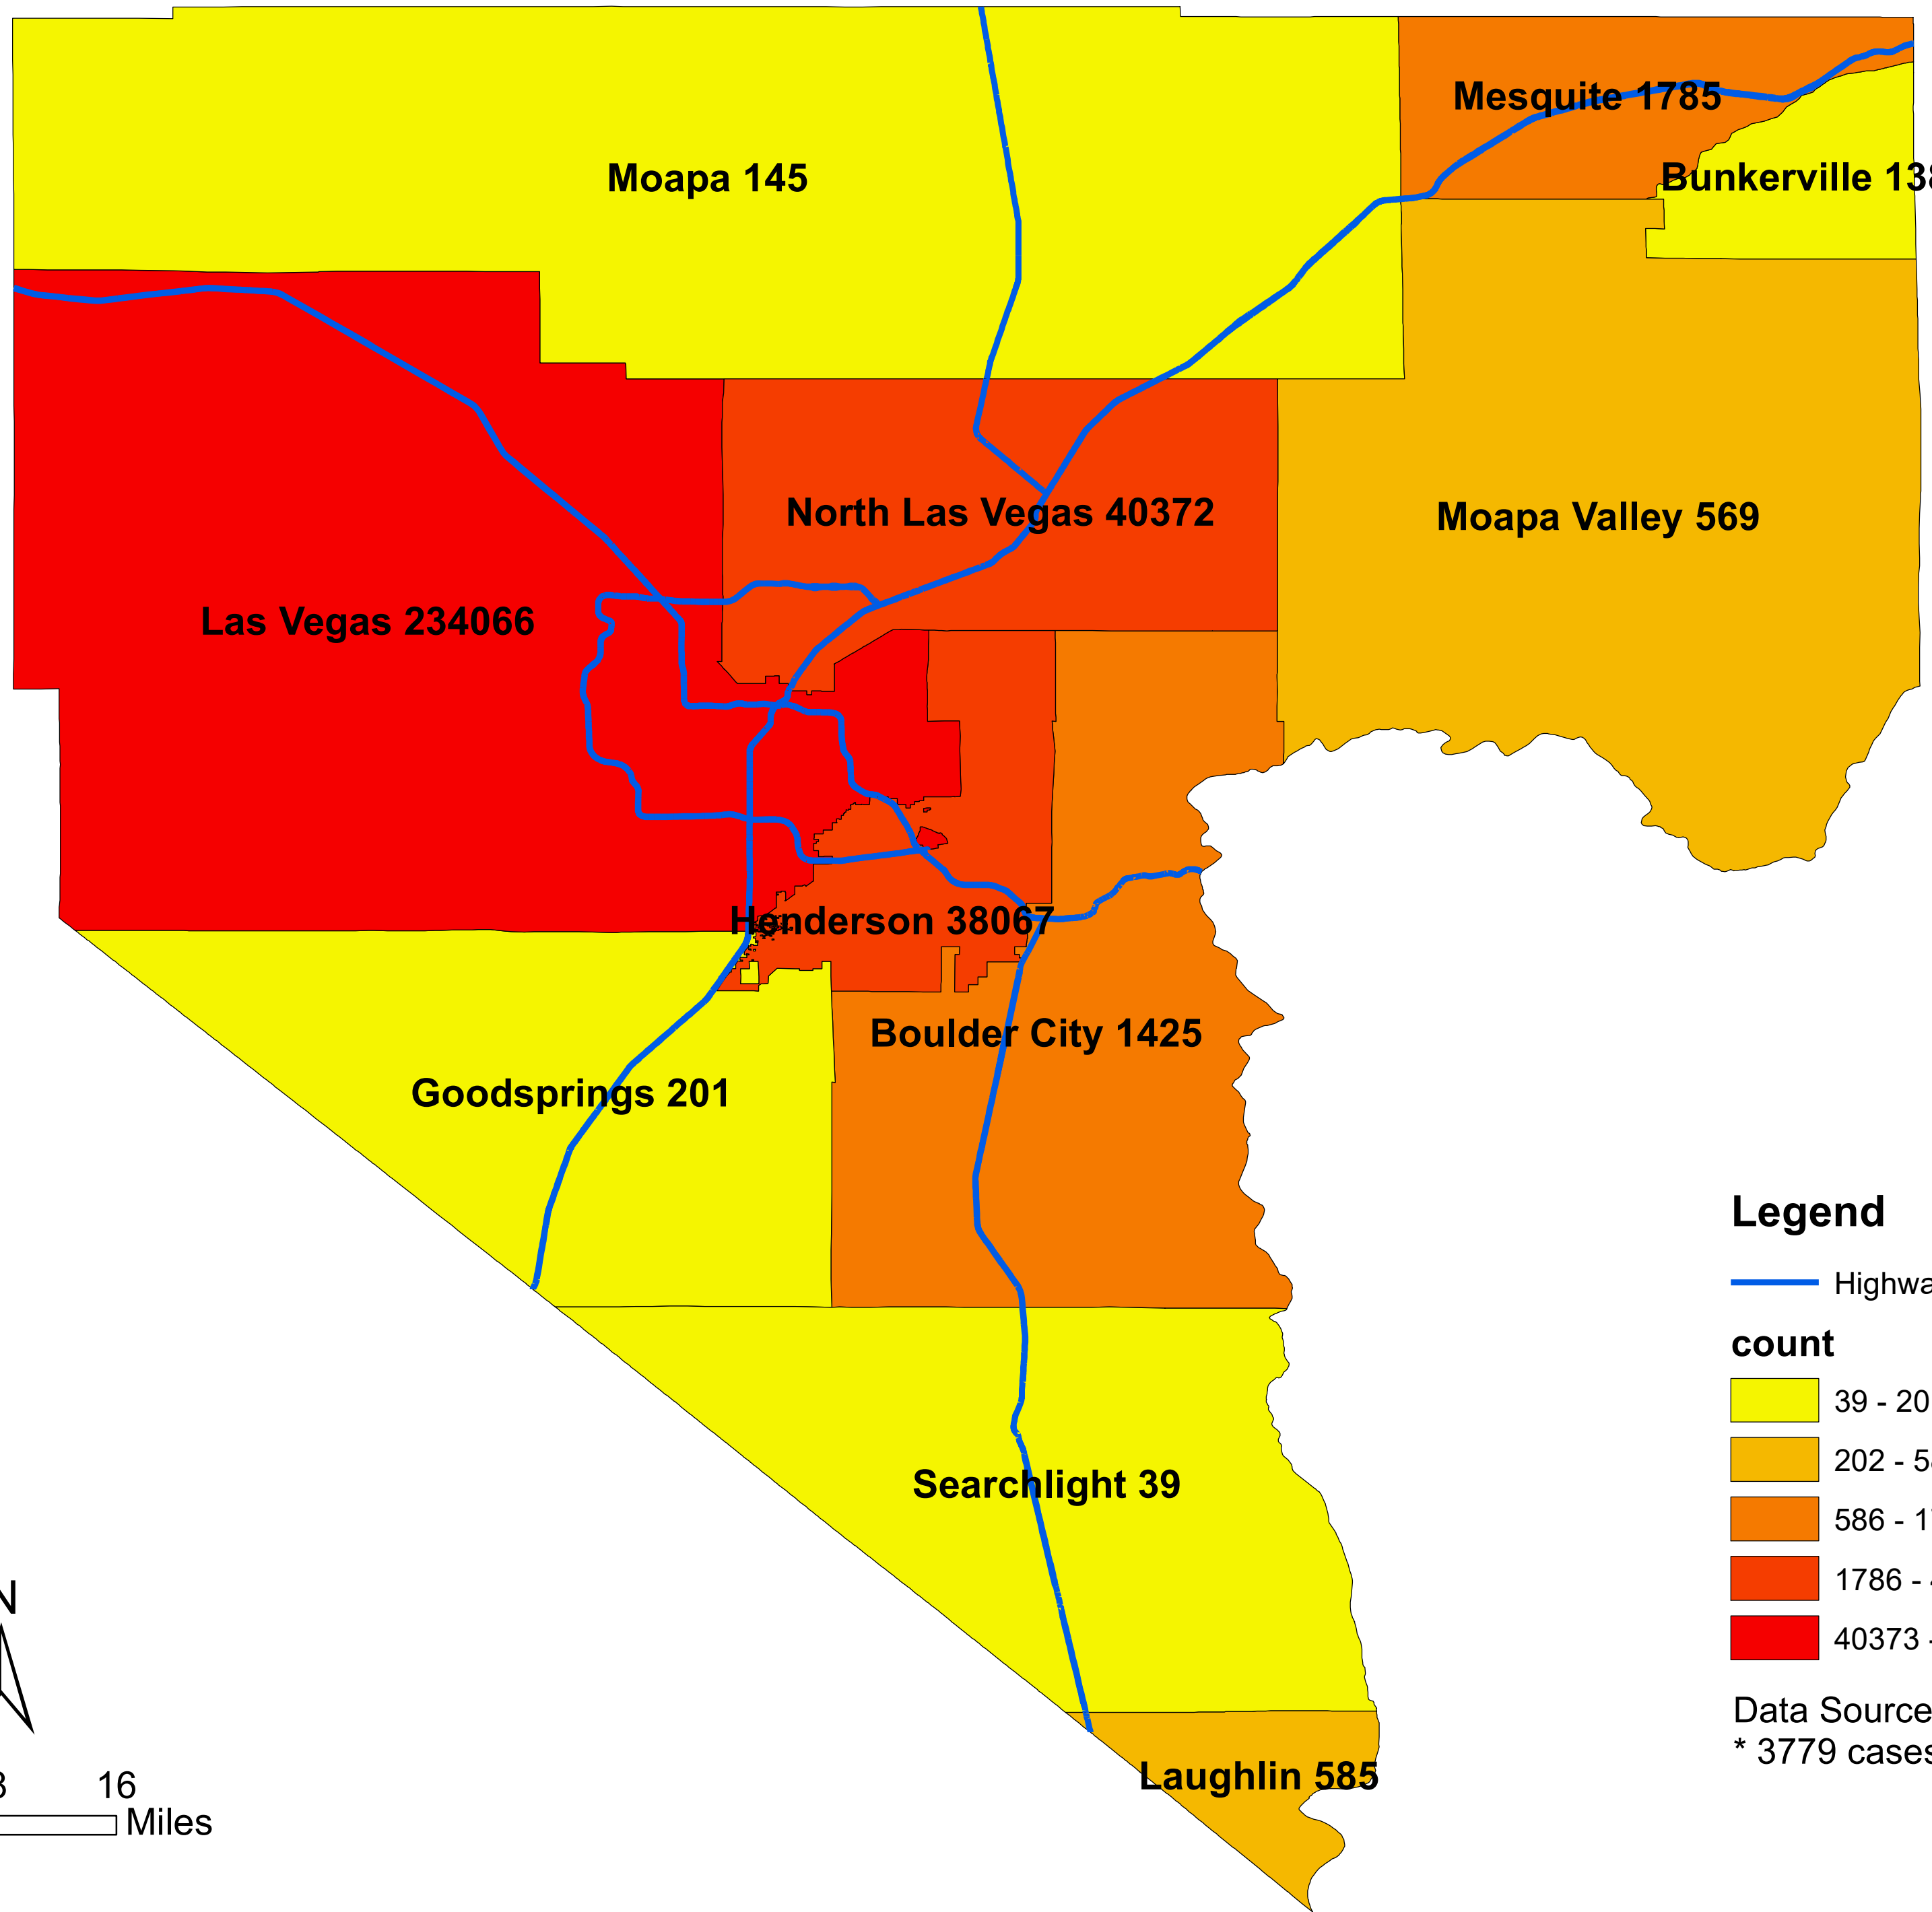 Mesquite 1785
Moapa 145
Bunkerville 138
North Las Vegas 40372
Moapa Valley 569
Las Vegas 234066
Henderson 38067
Boulder City 1425
Goodsprings 201
Legend
Highwa
count
39 - 20
202 - 5
586 - 1
1786 -
40373 -
Searchlight 39
N
Data Source
* 3779 cases
Laughlin 585
16
Miles